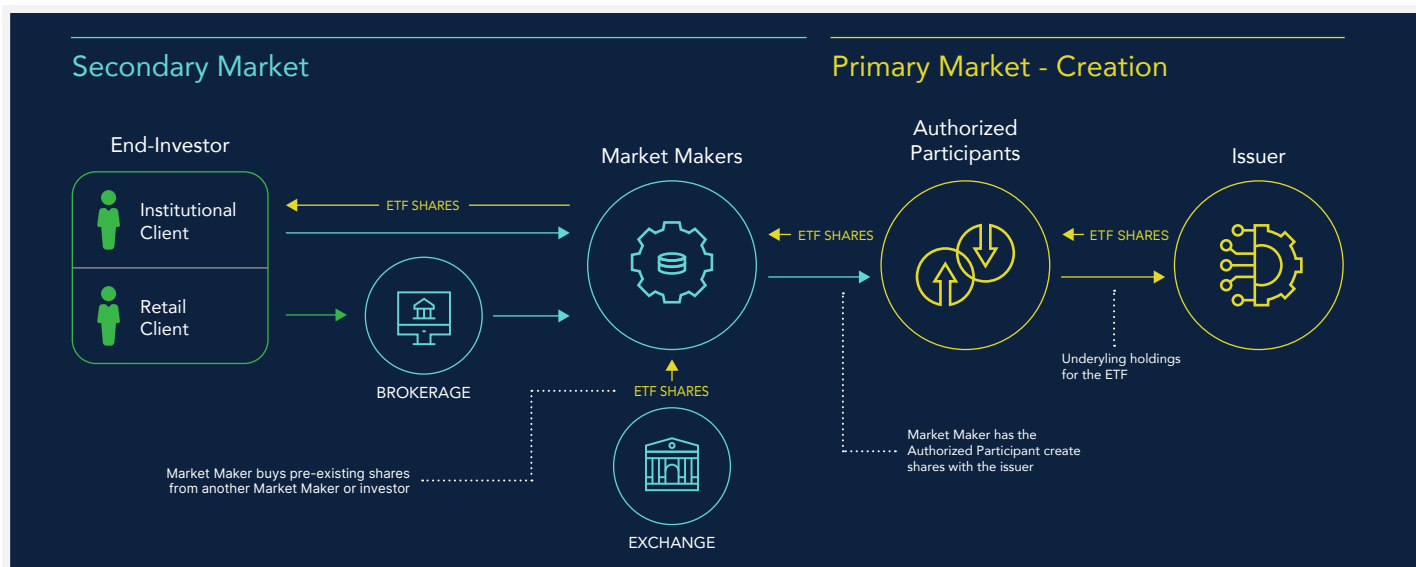 Secondary Market
Primary Market - Creation
End-Investor
Institutional
Client
Retail
Client
ETF SHARES
BROKERAGE
Market Makers
ETF SHARES
EXCHANGE
Market Maker buys pre-existing shares
from another Market Maker or investor
ETF SHARES
Authorized
Participants
Market Maker has the
Authorized Participant create
shares with the issuer
ETF SHARES
Issuer
Underyling holdings
for the ETF